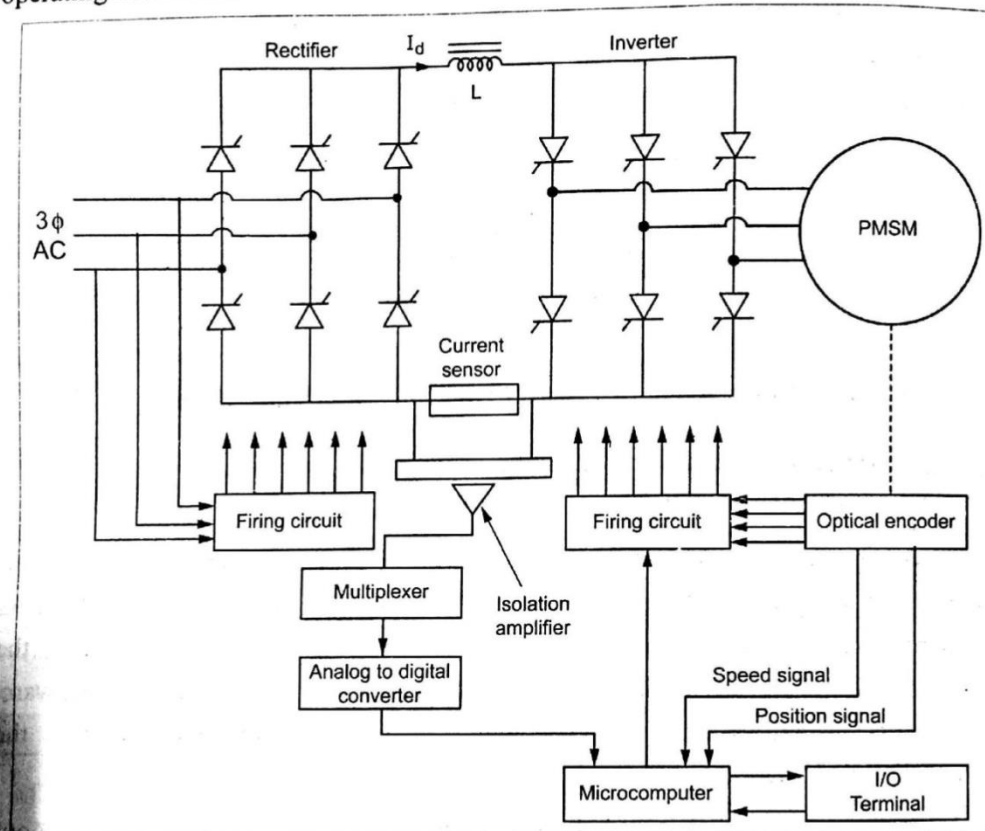 operating
Rectifier
I_d
Inverter
L
3ϕ
AC
PMSM
Current
sensor
Firing circuit
Firing circuit
Optical encoder
Multiplexer
Isolation
amplifier
Analog to digital
converter
Speed signal
Position signal
Microcomputer
I/O
Terminal